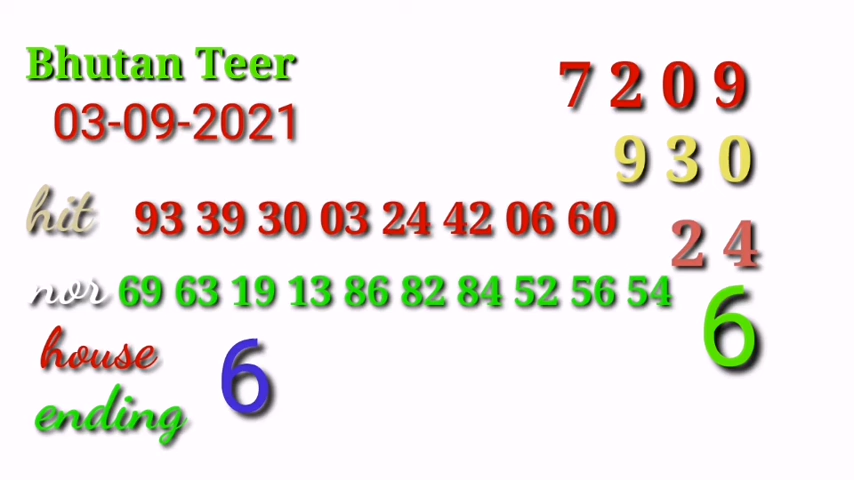 Bhutan Teer
03-09-2021
7 2 0 9
9 3 0
2 4
6
hit 93 39 30 03 24 42 06 60
nor 69 63 19 13 86 82 84 52 56 54
house
ending 6